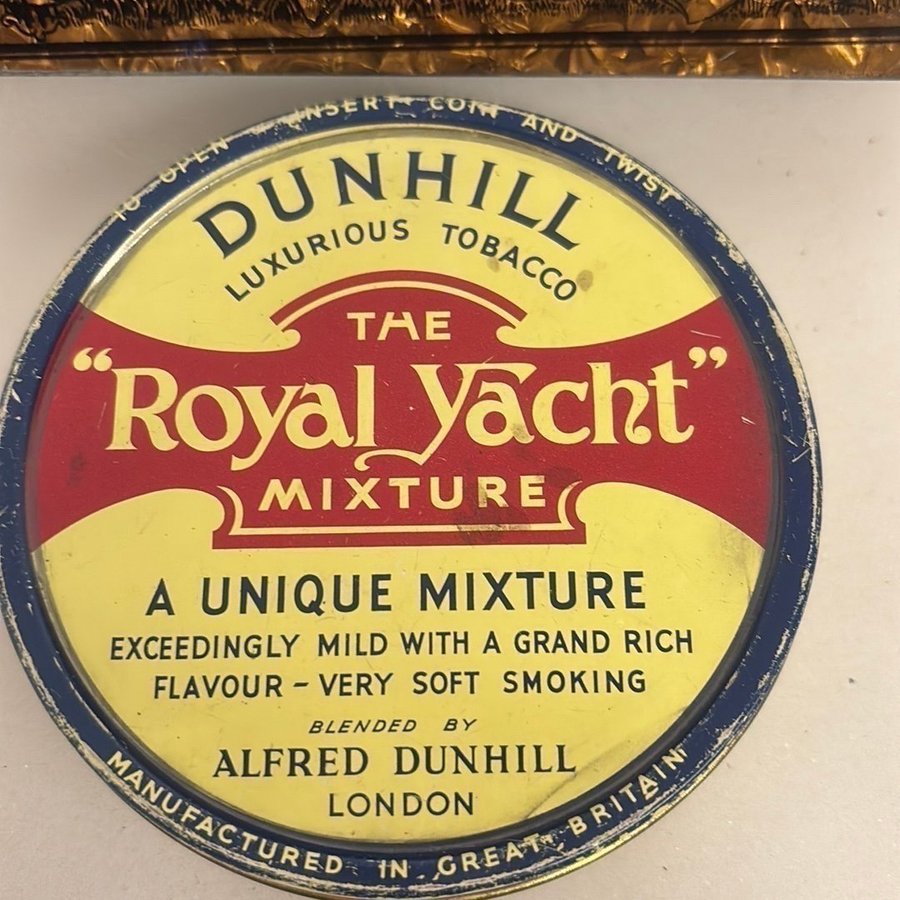 TO OPEN INSERT COIN AND TWIST
DUNHILL
LUXURIOUS TOBACCO
THE
“Royal Yacht”
MIXTURE
A UNIQUE MIXTURE
EXCEEDINGLY MILD WITH A GRAND RICH
FLAVOUR – VERY SOFT SMOKING
BLENDED BY
ALFRED DUNHILL
LONDON
MANUFACTURED IN GREAT BRITAIN